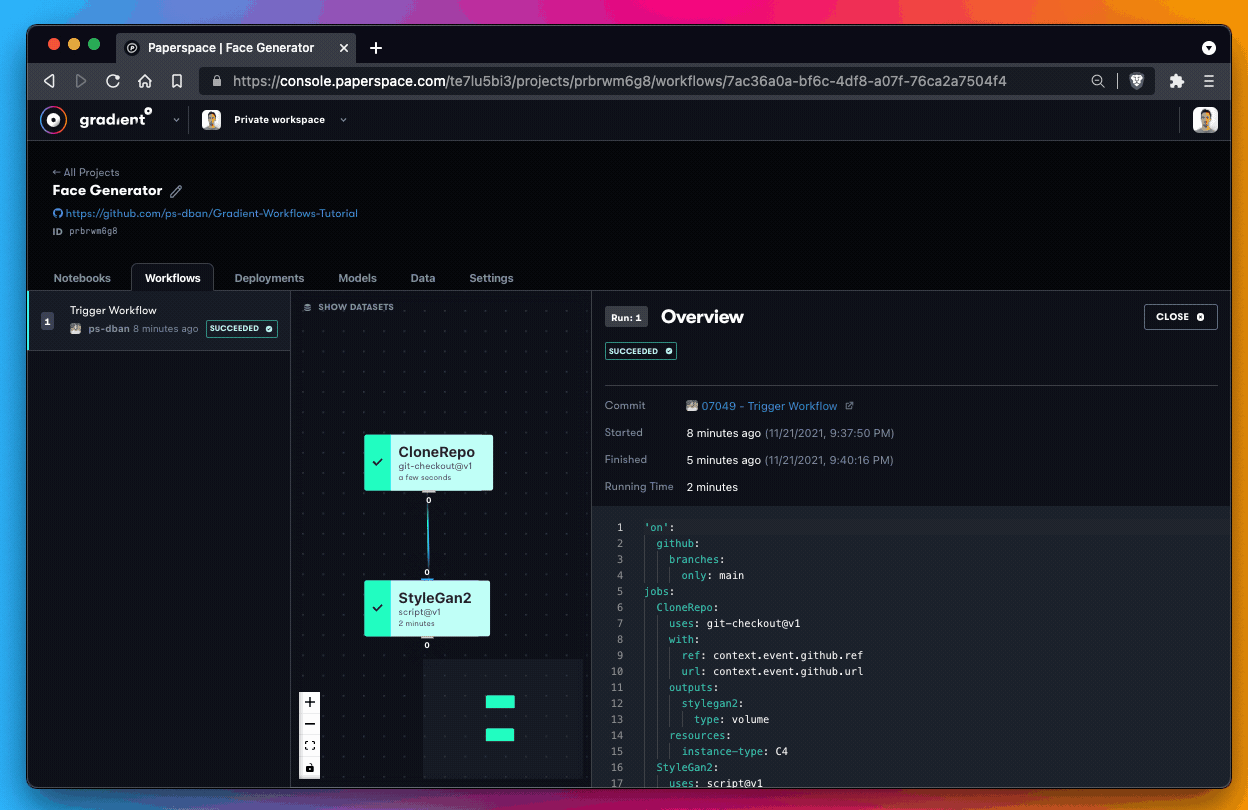 Paperspace | Face Generator
https://console.paperspace.com/te7lu5bi3/projects/prbrwm6g8/workflows/7ac36a0a-bf6c-4df8-a07f-76ca2a7504f4
gradient
Private workspace
← All Projects
Face Generator
https://github.com/ps-dban/Gradient-Workflows-Tutorial
ID prbrwm6g8
Notebooks Workflows Deployments Models Data Settings
1 Trigger Workflow
ps-dban 8 minutes ago SUCCEEDED
SHOW DATASETS
CloneRepo
git-checkout@v1
a few seconds
0
0
StyleGan2
script@v1
2 minutes
0
Run: 1 Overview
CLOSE
SUCCEEDED
Commit 07049 - Trigger Workflow
Started 8 minutes ago (11/21/2021, 9:37:50 PM)
Finished 5 minutes ago (11/21/2021, 9:40:16 PM)
Running Time 2 minutes
1 'on':
2 github:
3 branches:
4 only: main
5 jobs:
6 CloneRepo:
7 uses: git-checkout@v1
8 with:
9 ref: context.event.github.ref
10 url: context.event.github.url
11 outputs:
12 stylegan2:
13 type: volume
14 resources:
15 instance-type: C4
16 StyleGan2:
17 uses: script@v1